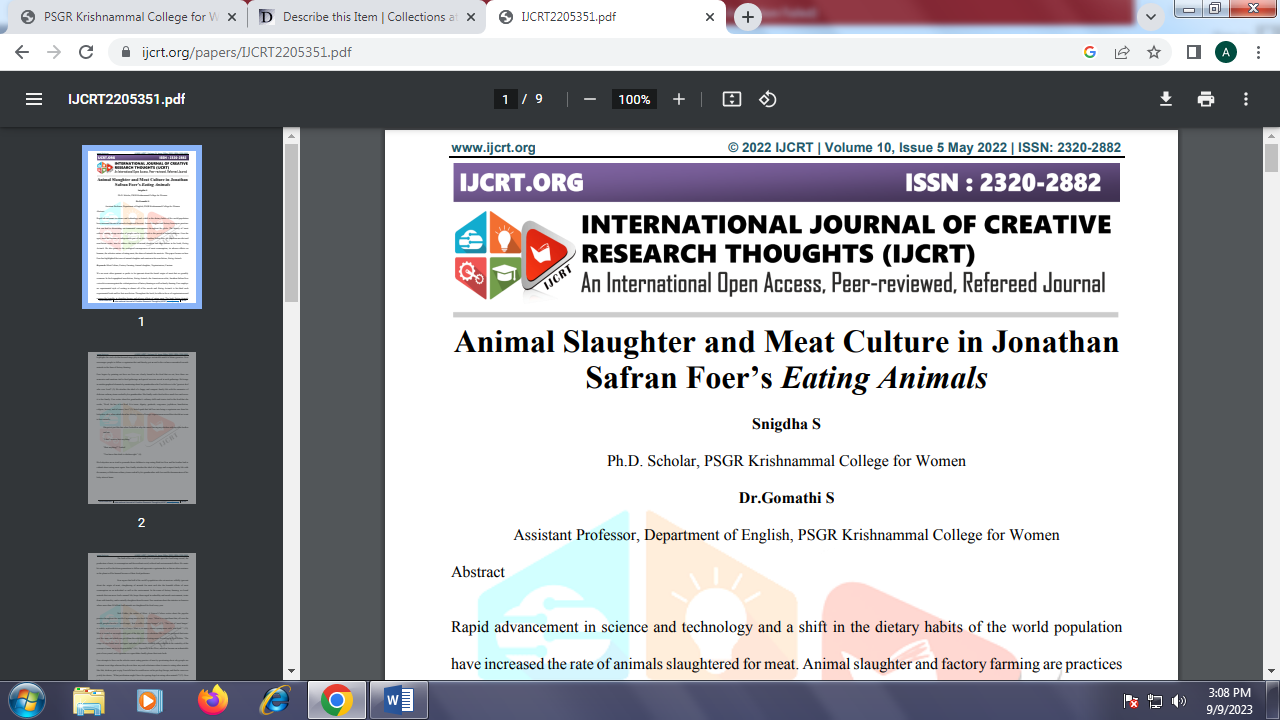 PSGR Krishnammal College for W
Describe this Item | Collections at
IJCRT2205351.pdf
ijcrt.org/papers/IJCRT2205351.pdf
A
IJCRT2205351.pdf
1 / 9
100%
www.ijcrt.org © 2022 IJCRT | Volume 10, Issue 5 May 2022 | ISSN: 2320-2882
IJCRT.ORG ISSN : 2320-2882
INTERNATIONAL JOURNAL OF CREATIVE
RESEARCH THOUGHTS (IJCRT)
An International Open Access, Peer-reviewed, Refereed Journal
IJCRT
Animal Slaughter and Meat Culture in Jonathan
Safran Foer’s Eating Animals
Snigdha S
Ph.D. Scholar, PSGR Krishnammal College for Women
Dr.Gomathi S
Assistant Professor, Department of English, PSGR Krishnammal College for Women
Abstract
Rapid advancement in science and technology and a shift in the dietary habits of the world population
have increased the rate of animals slaughtered for meat. Animal slaughter and factory farming are practices
1
2
3:08 PM
9/9/2023